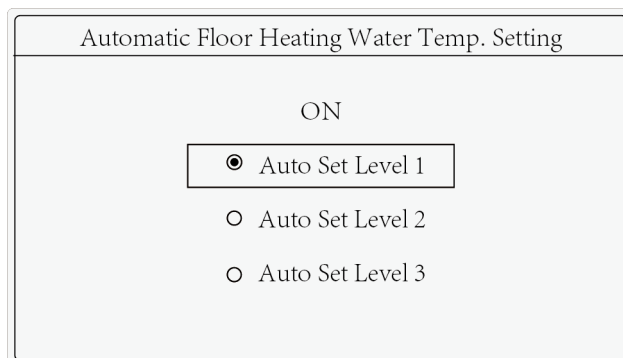 Automatic Floor Heating Water Temp. Setting
ON
Auto Set Level 1
Auto Set Level 2
Auto Set Level 3